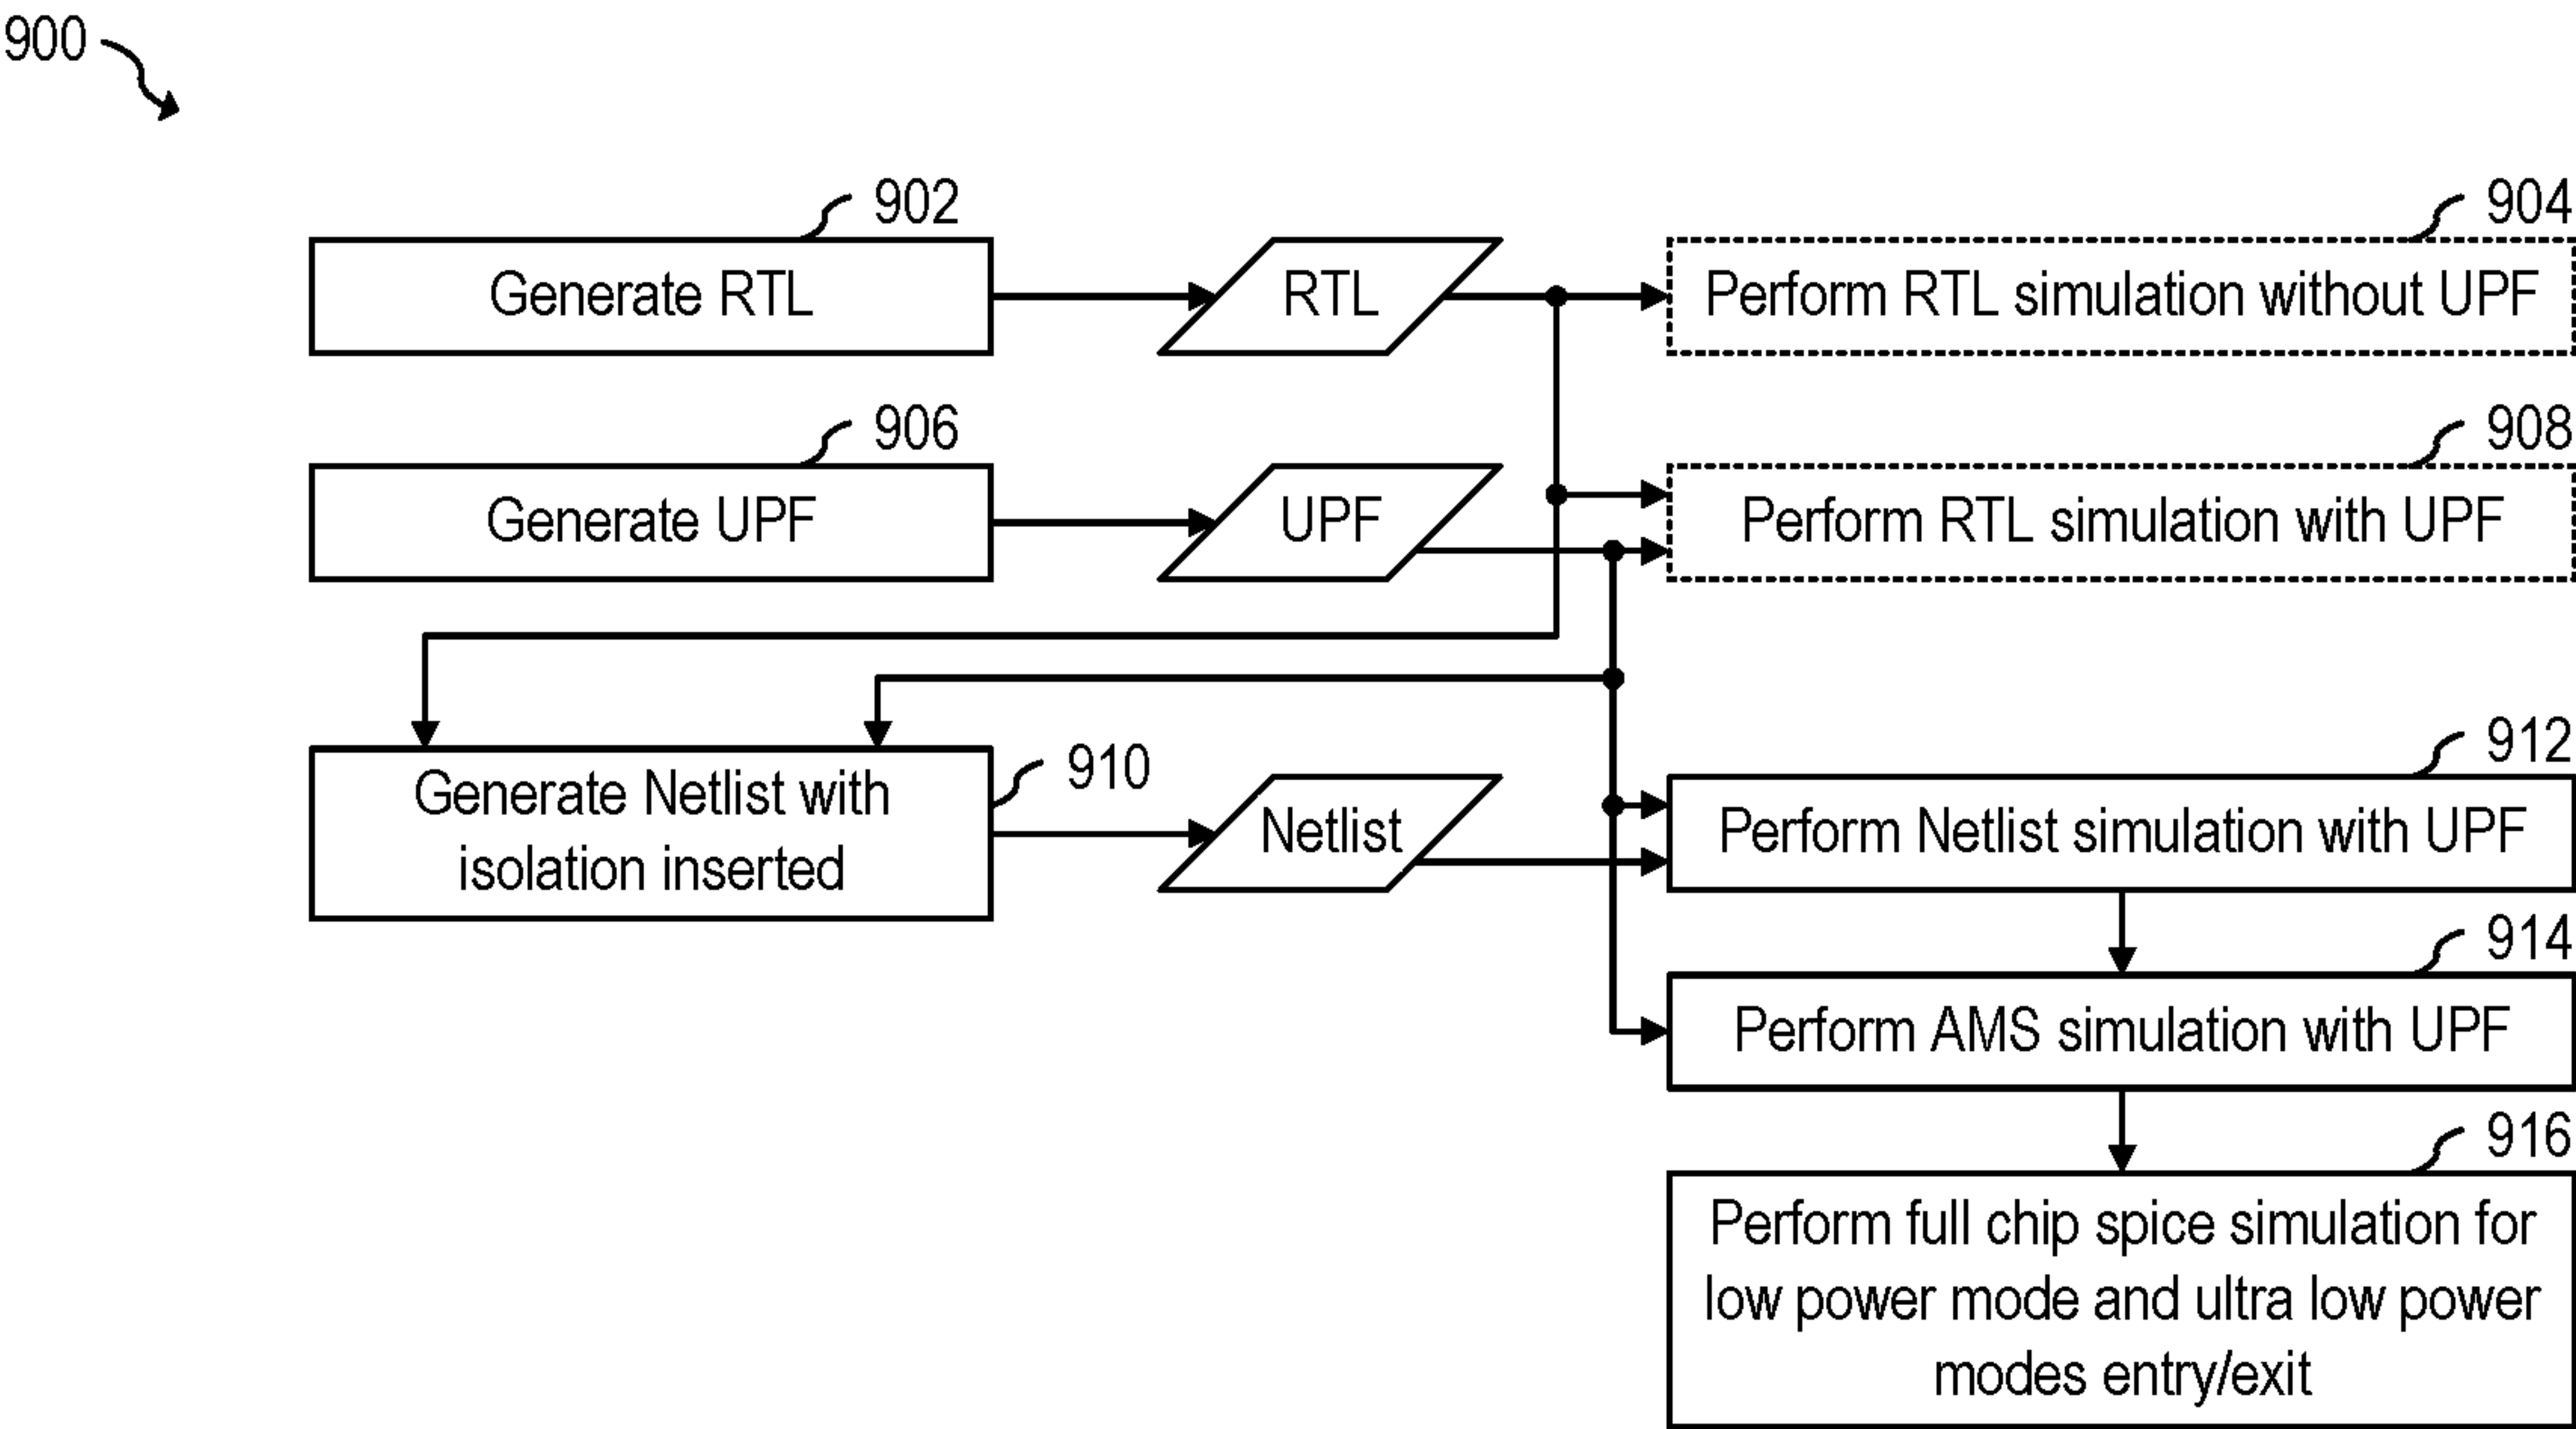 900
902
904
Generate RTL
RTL
Perform RTL simulation without UPF
906
908
Generate UPF
UPF
Perform RTL simulation with UPF
910
912
Generate Netlist with
isolation inserted
Netlist
Perform Netlist simulation with UPF
914
Perform AMS simulation with UPF
916
Perform full chip spice simulation for
low power mode and ultra low power
modes entry/exit